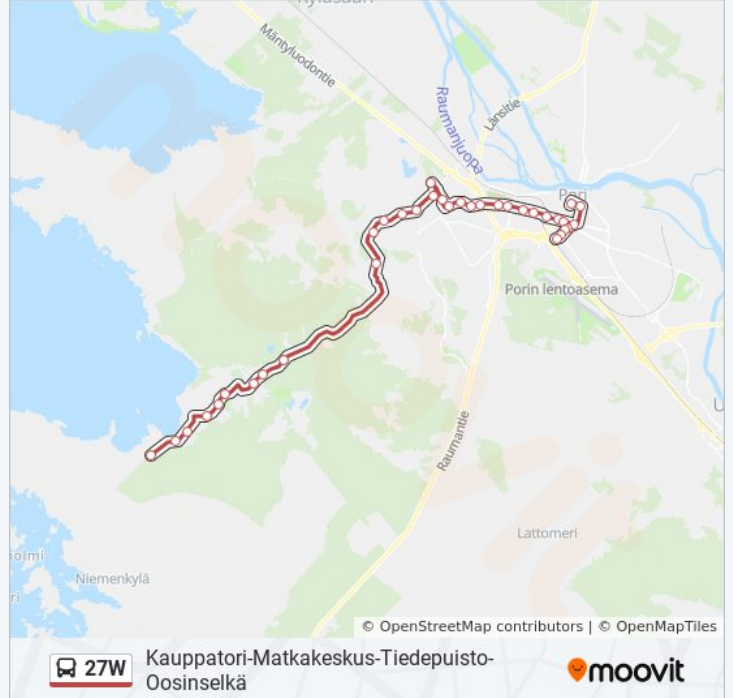 Mäntyluodontie
Länsitie
Raumanjuopa
Pori
Porin lentoasema
Raumantie
Lattomeri
Niemenkylä
© OpenStreetMap contributors | © OpenMapTiles
27W
Kauppatori-Matkakeskus-Tiedepuisto-
Oosinselkä
moovit